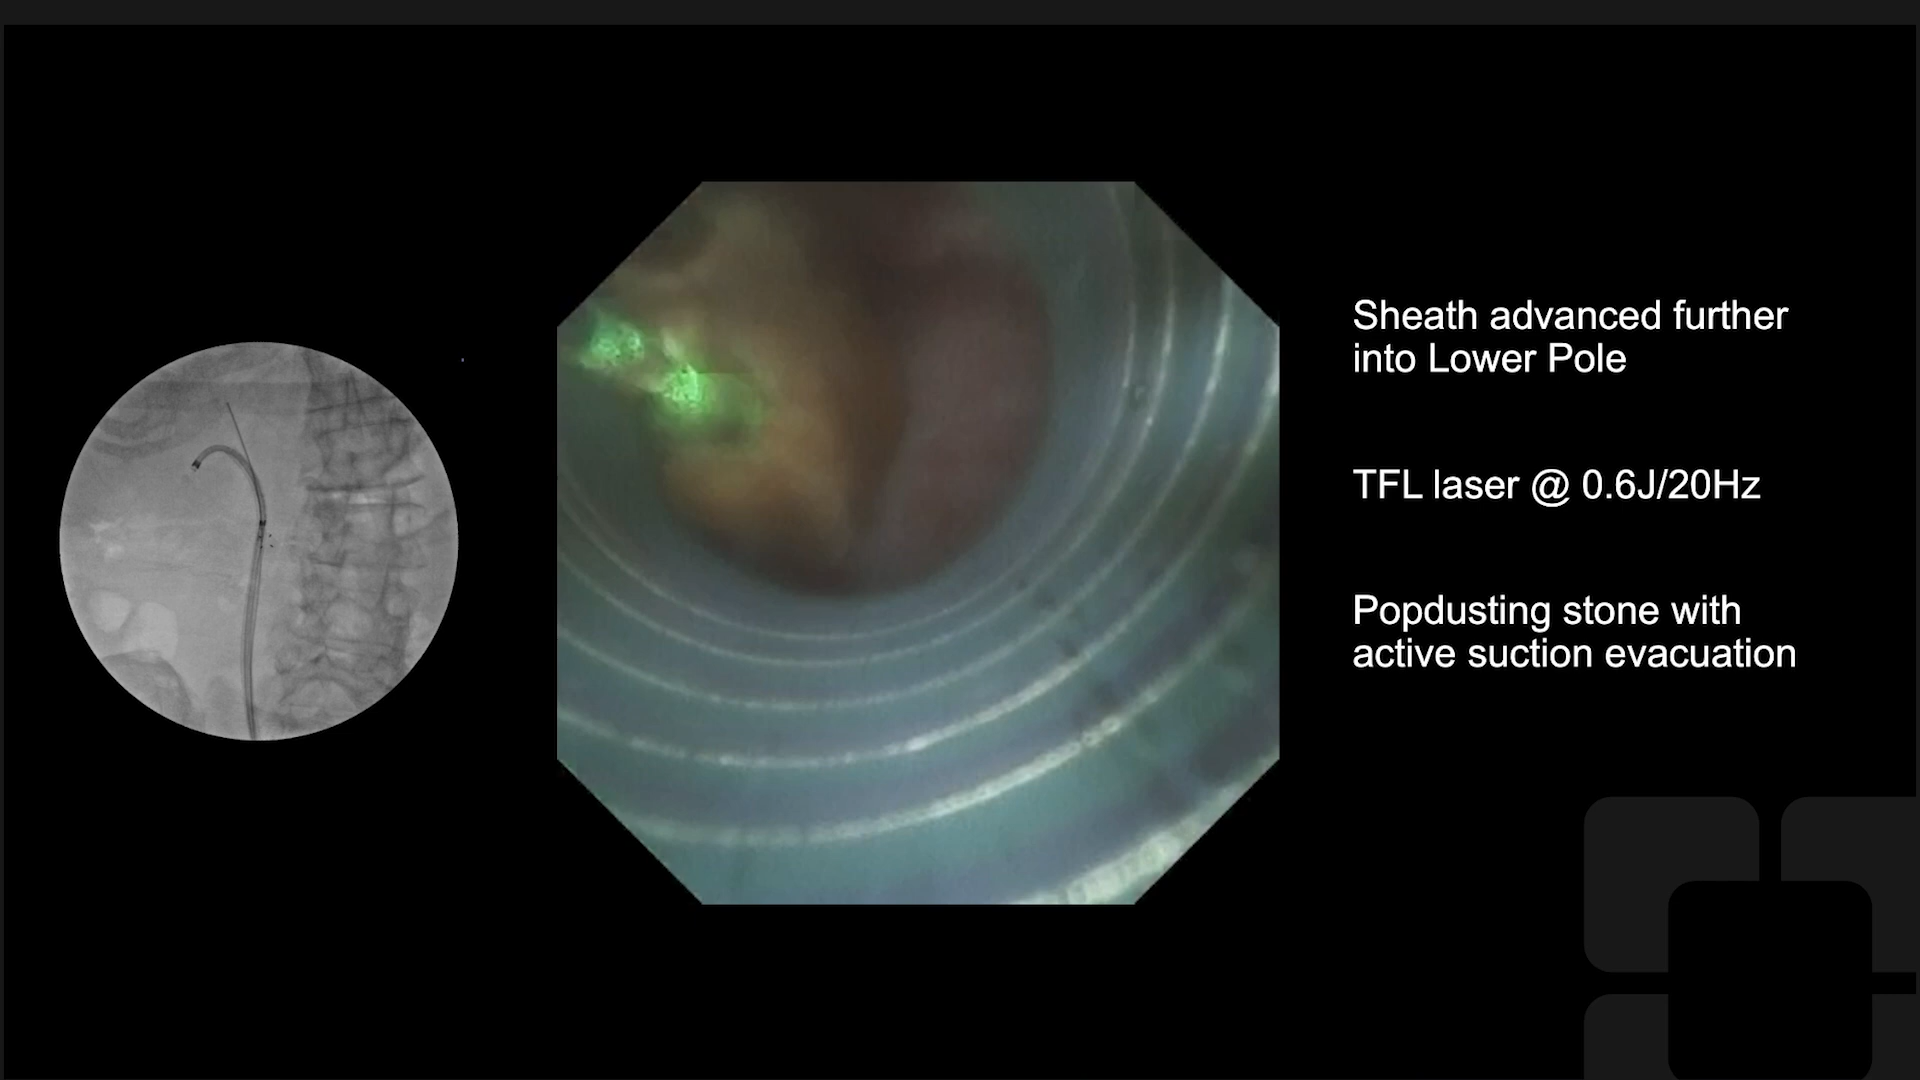 Sheath advanced further
into Lower Pole
TFL laser @ 0.6J/20Hz
Popdusting stone with
active suction evacuation